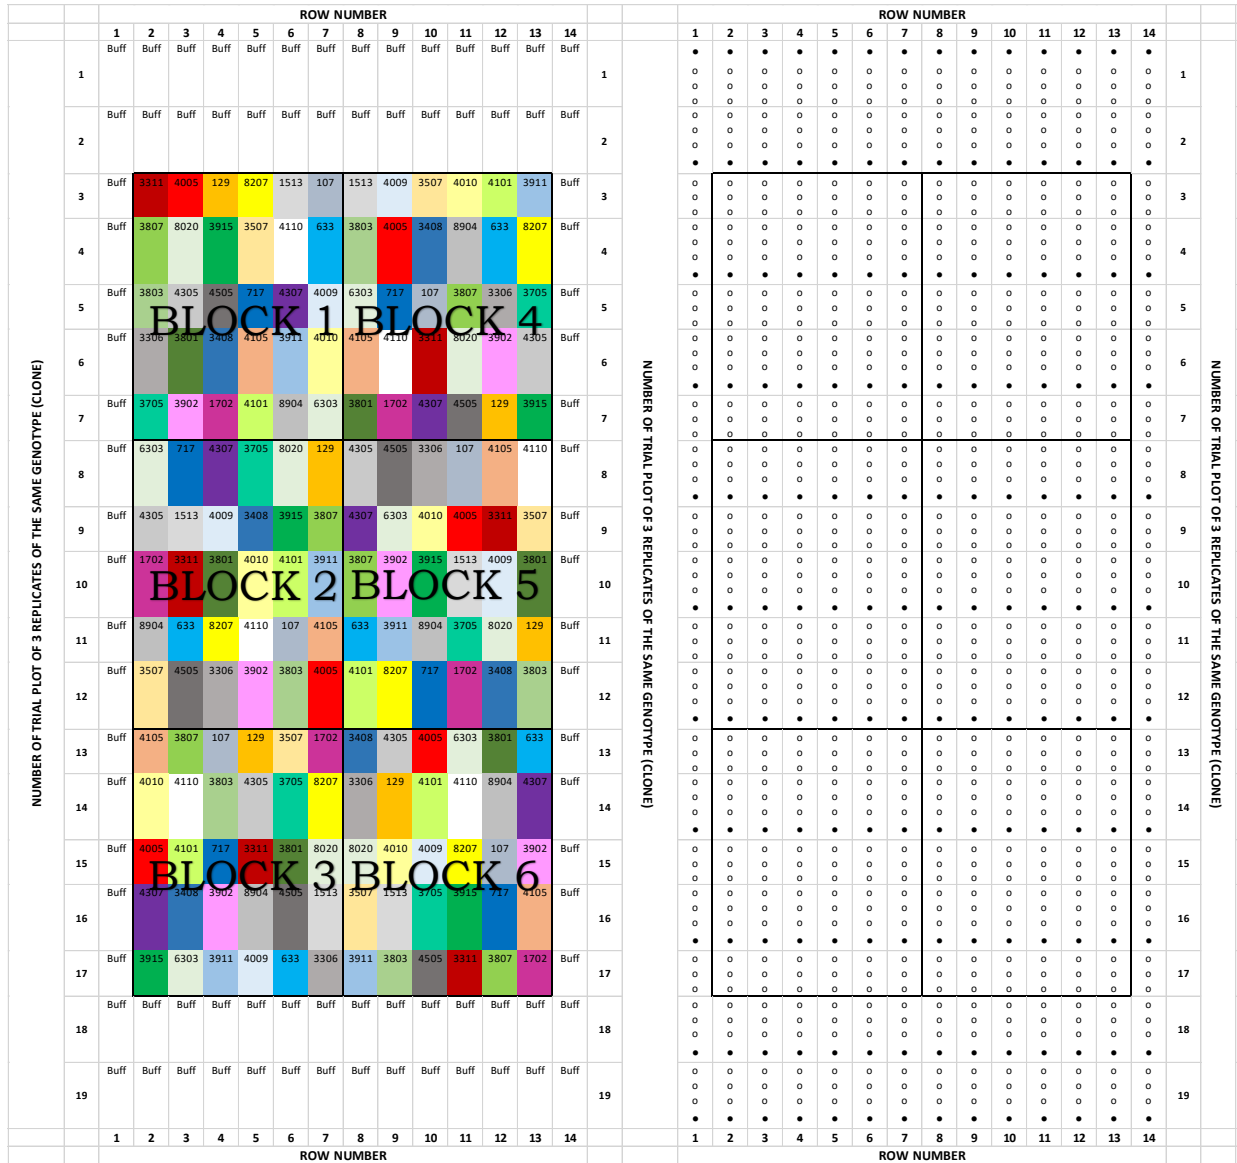 ROW NUMBER ROW NUMBER
1 2 3 4 5 6 7 8 9 10 11 12 13 14 1 2 3 4 5 6 7 8 9 10 11 12 13 14
Buff Buff Buff Buff Buff Buff Buff Buff Buff Buff Buff Buff Buff Buff
1 1 1
Buff Buff Buff Buff Buff Buff Buff Buff Buff Buff Buff Buff Buff Buff
2 2 2
Buff 3311 4005 129 8207 1513 107 1513 4009 3507 4010 4101 3911 Buff
3 3 3
Buff 3807 8020 3915 3507 4110 633 3803 4005 3408 8904 633 8207 Buff
4 4 4
Buff 3803 4305 4505 717 4307 4009 6303 717 107 3807 3306 3705 Buff
5 5 5
BLOCK 1 BLOCK 4
Buff 3306 3801 3408 4105 3911 4010 4105 4110 3311 8020 3902 4305 Buff
6 6 6
Buff 3705 3902 1702 4101 8904 6303 3801 1702 4307 4505 129 3915 Buff
7 7 7
Buff 6303 717 4307 3705 8020 129 4305 4505 3306 107 4105 4110 Buff
8 8 8
Buff 4305 1513 4009 3408 3915 3807 4307 6303 4010 4005 3311 3507 Buff
9 9 9
Buff 1702 3311 3801 4010 4101 3911 3807 3902 3915 1513 4009 3801 Buff
10 10 10
BLOCK 2 BLOCK 5
Buff 8904 633 8207 4110 107 4105 633 3911 8904 3705 8020 129 Buff
11 11 11
Buff 3507 4505 3306 3902 3803 4005 4101 8207 717 1702 3408 3803 Buff
12 12 12
Buff 4105 3807 107 129 3507 1702 3408 4305 4005 6303 3801 633 Buff
13 13 13
Buff 4010 4110 3803 4305 3705 8207 3306 129 4101 4110 8904 4307 Buff
14 14 14
Buff 4005 4101 717 3311 3801 8020 8020 4010 4009 8207 107 3902 Buff
15 15 15
BLOCK 3 BLOCK 6
Buff 4307 3408 3902 8904 4505 1513 3507 1513 3705 3915 717 4105 Buff
16 16 16
Buff 3915 6303 3911 4009 633 3306 3911 3803 4505 3311 3807 1702 Buff
17 17 17
Buff Buff Buff Buff Buff Buff Buff Buff Buff Buff Buff Buff Buff Buff
18 18 18
Buff Buff Buff Buff Buff Buff Buff Buff Buff Buff Buff Buff Buff Buff
19 19 19
1 2 3 4 5 6 7 8 9 10 11 12 13 14 1 2 3 4 5 6 7 8 9 10 11 12 13 14
ROW NUMBER ROW NUMBER
NUMBER OF TRIAL PLOT OF 3 REPLICATES OF THE SAME GENOTYPE (CLONE)
NUMBER OF TRIAL PLOT OF 3 REPLICATES OF THE SAME GENOTYPE (CLONE)
NUMBER OF TRIAL PLOT OF 3 REPLICATES OF THE SAME GENOTYPE (CLONE)